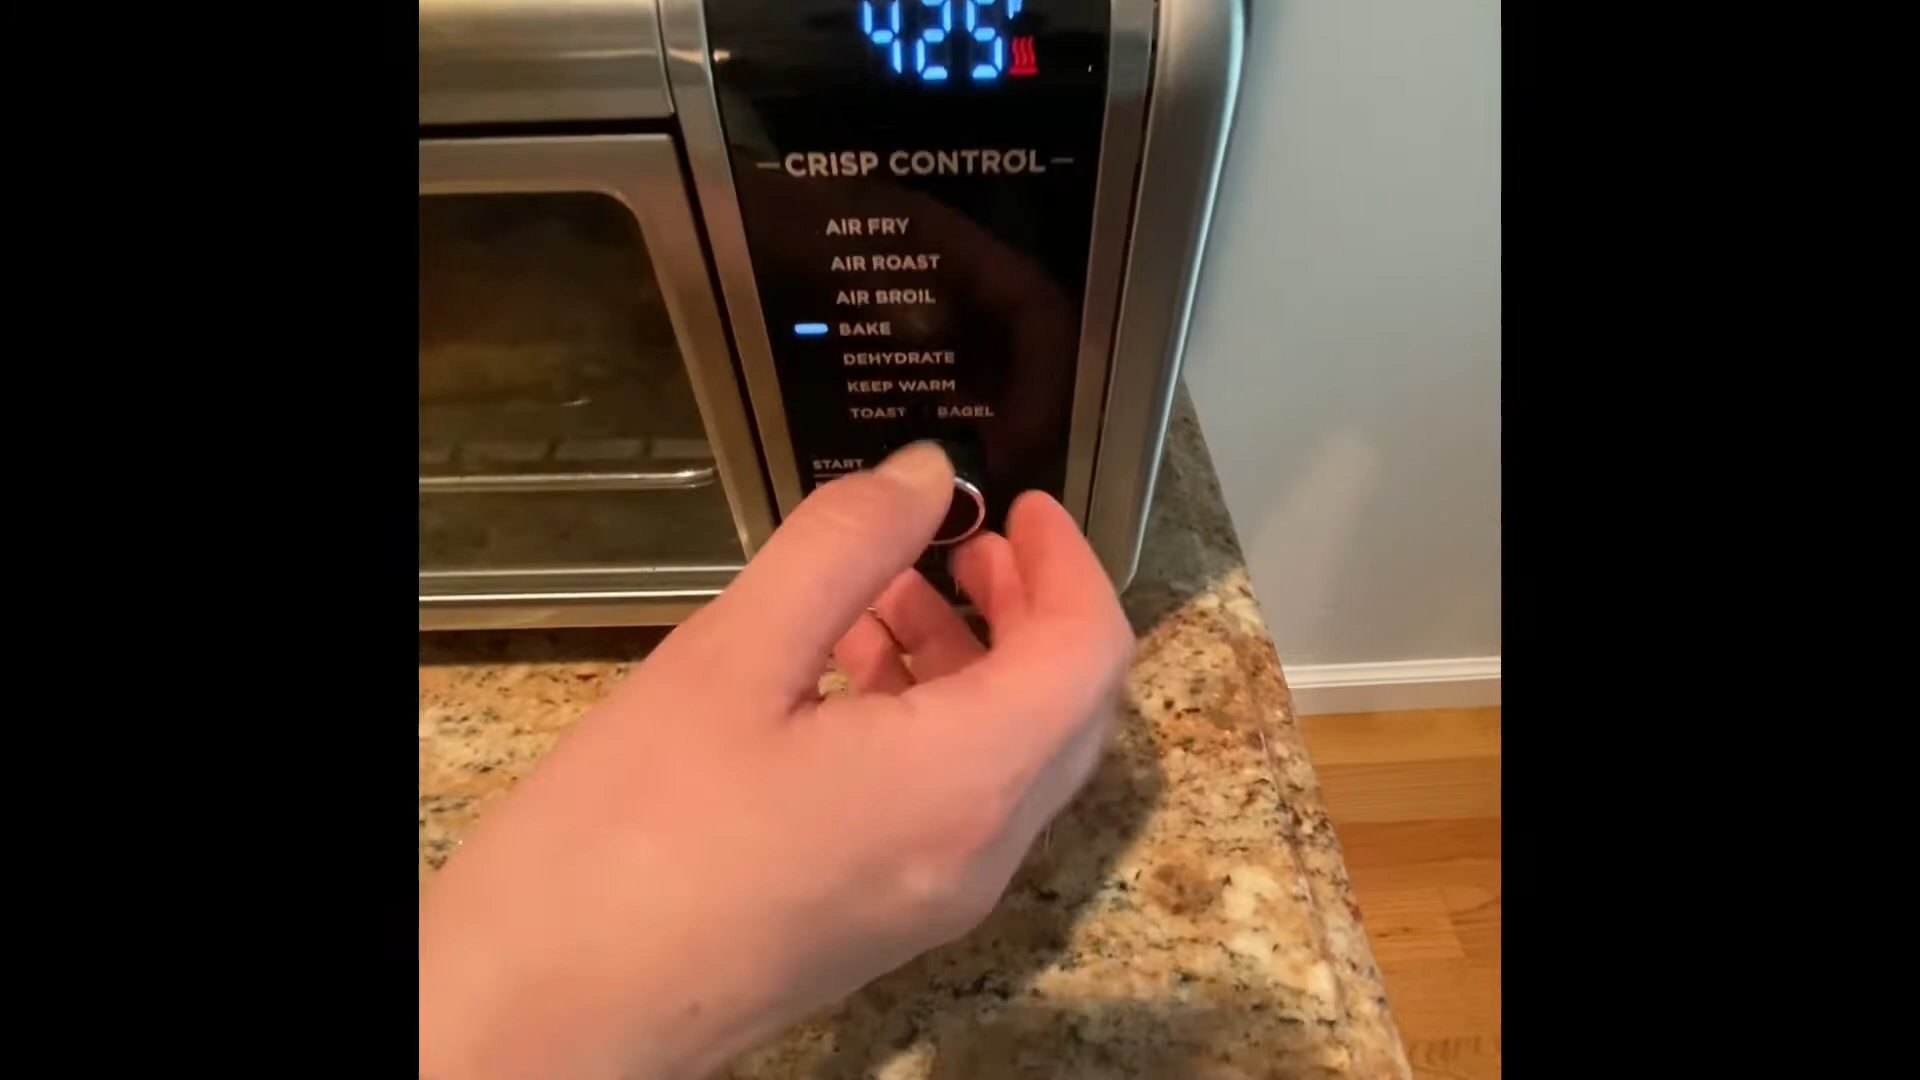 425°F
CRISP CONTROL
AIR FRY
AIR ROAST
AIR BROIL
BAKE
DEHYDRATE
KEEP WARM
TOAST BAGEL
START